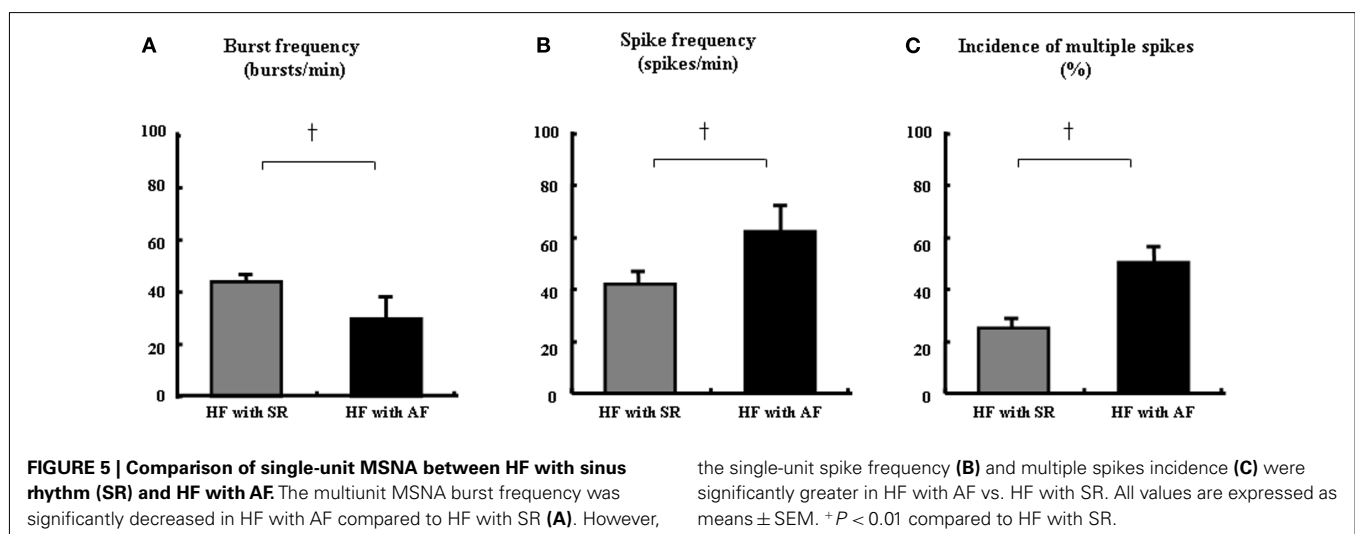 A
Burst frequency
(bursts/min)
100
80
60
40
20
0
†
HF with SR
HF with AF
B
Spike frequency
(spikes/min)
100
80
60
40
20
0
†
HF with SR
HF with AF
C
Incidence of multiple spikes
(%)
100
80
60
40
20
0
†
HF with SR
HF with AF
FIGURE 5 | Comparison of single-unit MSNA between HF with sinus
rhythm (SR) and HF with AF. The multiunit MSNA burst frequency was
significantly decreased in HF with AF compared to HF with SR (A). However,
the single-unit spike frequency (B) and multiple spikes incidence (C) were
significantly greater in HF with AF vs. HF with SR. All values are expressed as
means ± SEM. +P < 0.01 compared to HF with SR.